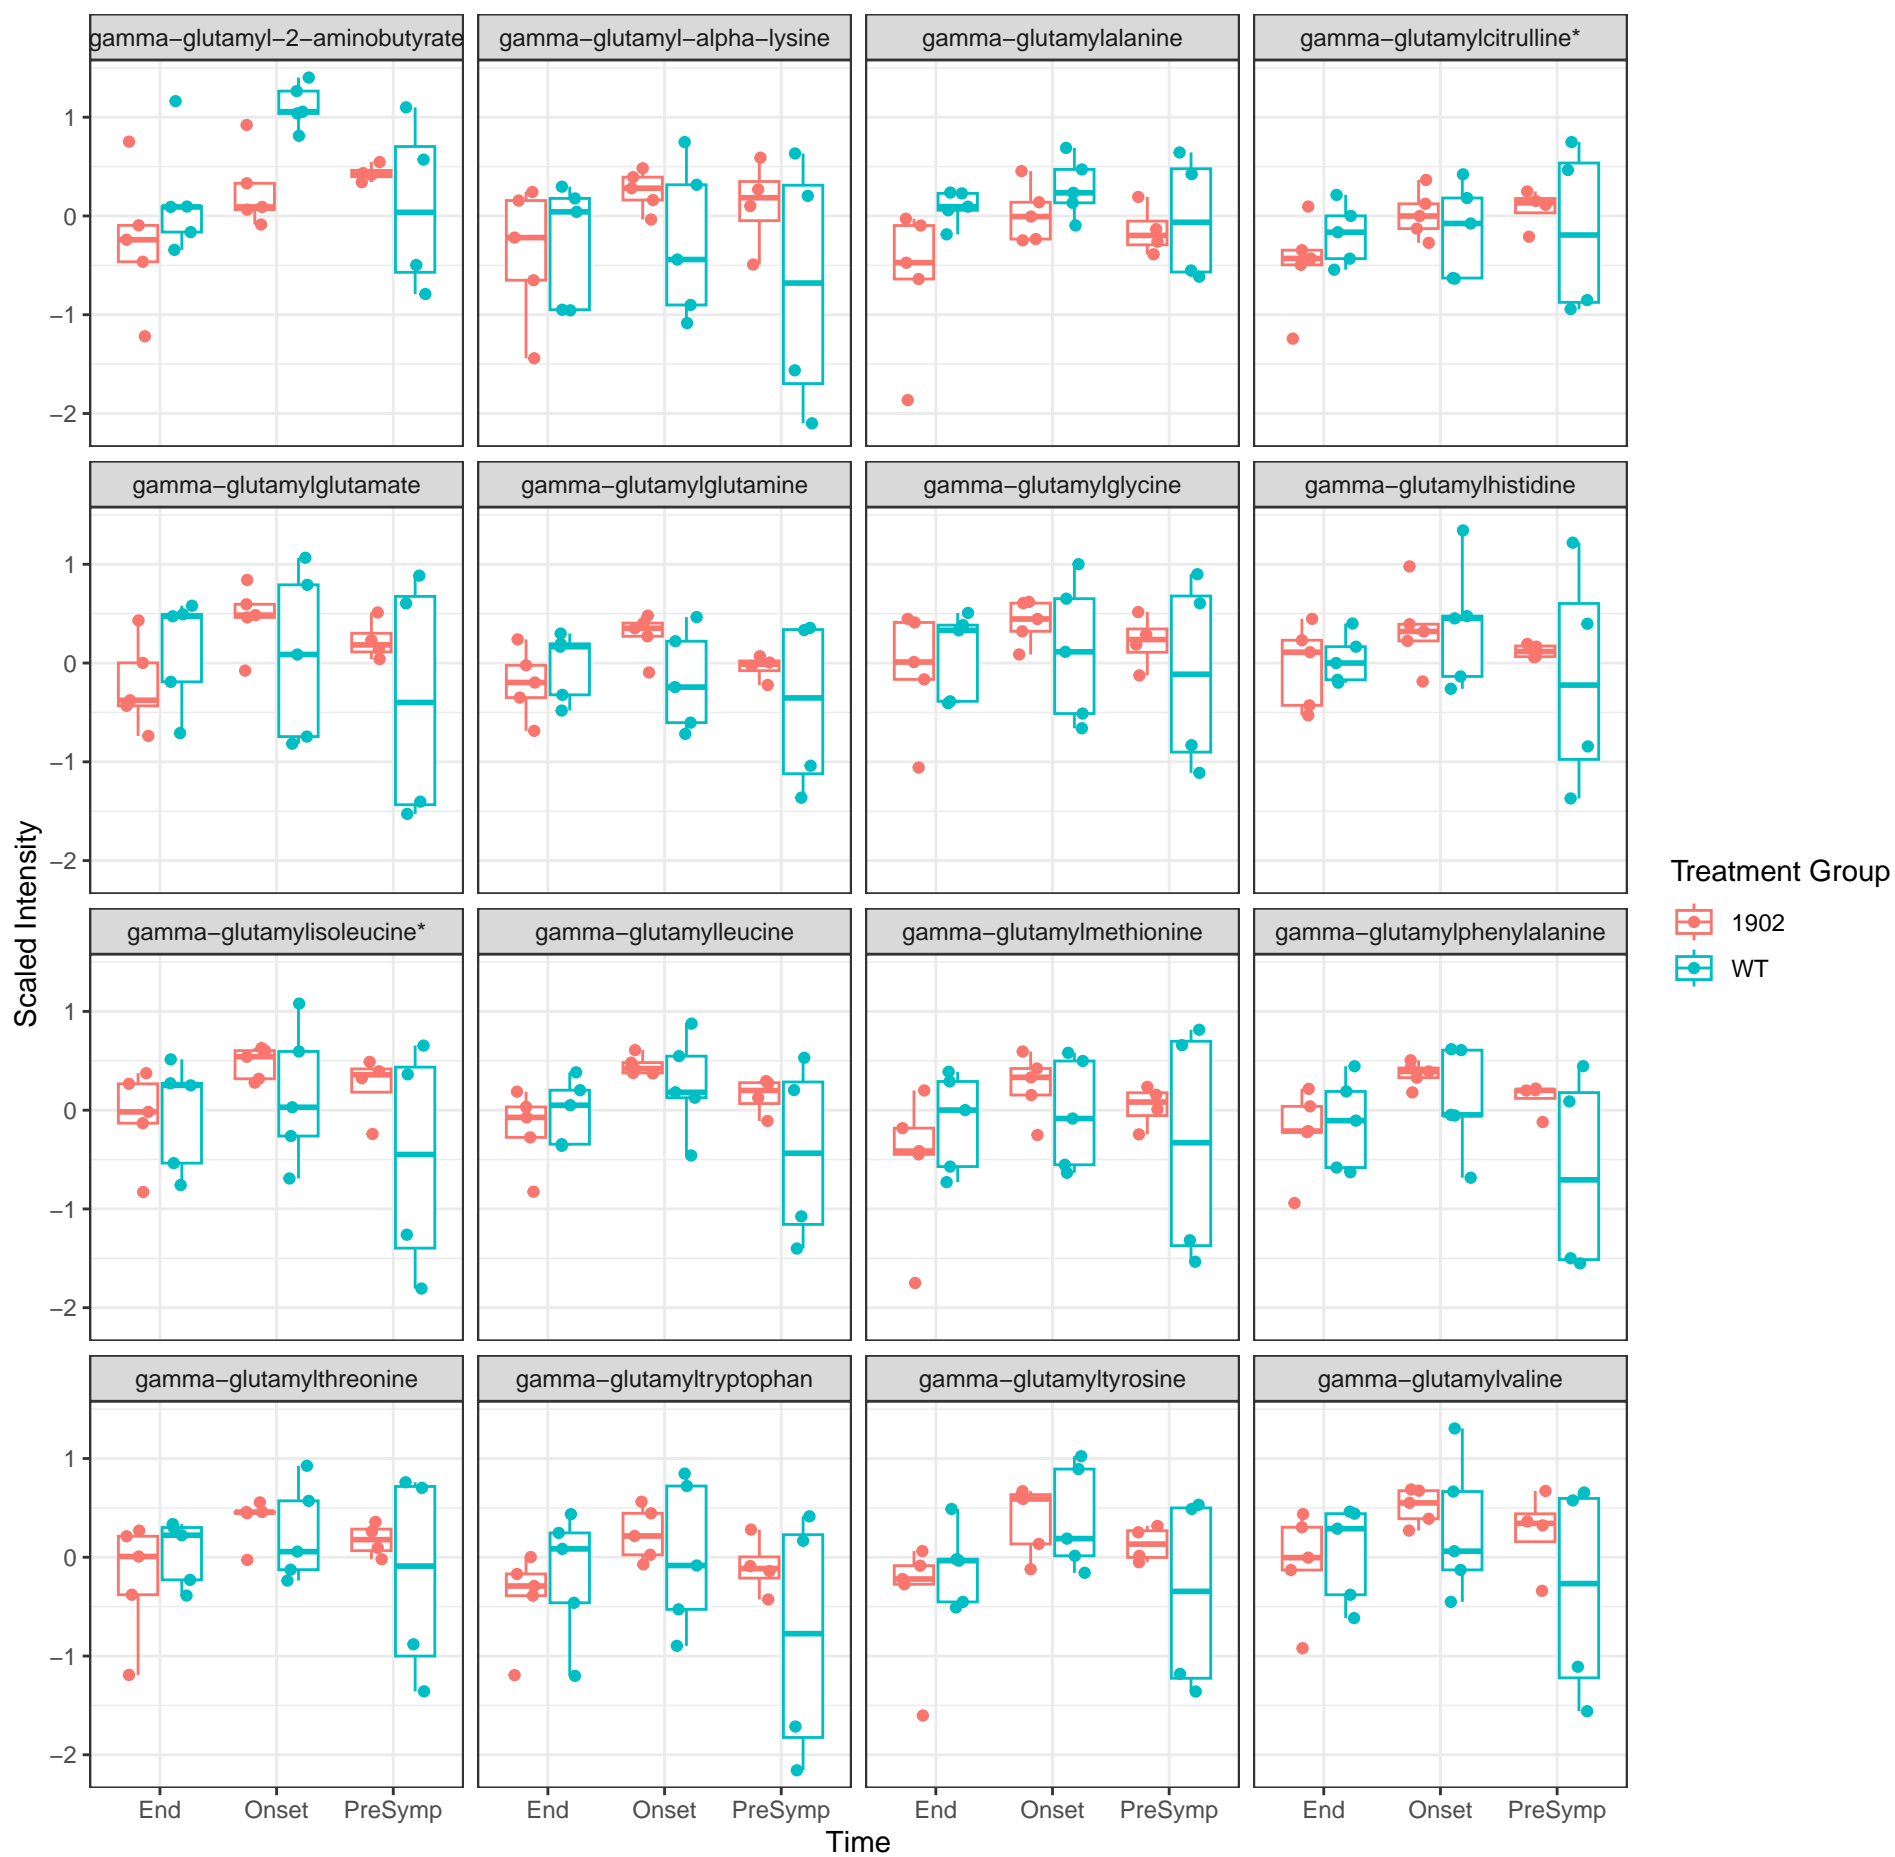 gamma−glutamyl−2−aminobutyrate gamma−glutamyl−alpha−lysine gamma−glutamylalanine gamma−glutamylcitrulline*
1
0
−1
−2
gamma−glutamylglutamate gamma−glutamylglutamine gamma−glutamylglycine gamma−glutamylhistidine
1
0
−1
−2
Scaled Intensity
Treatment Group
1902
WT
gamma−glutamylisoleucine* gamma−glutamylleucine gamma−glutamylmethionine gamma−glutamylphenylalanine
1
0
−1
−2
gamma−glutamylthreonine gamma−glutamyltryptophan gamma−glutamyltyrosine gamma−glutamylvaline
1
0
−1
−2
End Onset PreSymp End Onset PreSymp End Onset PreSymp End Onset PreSymp
Time